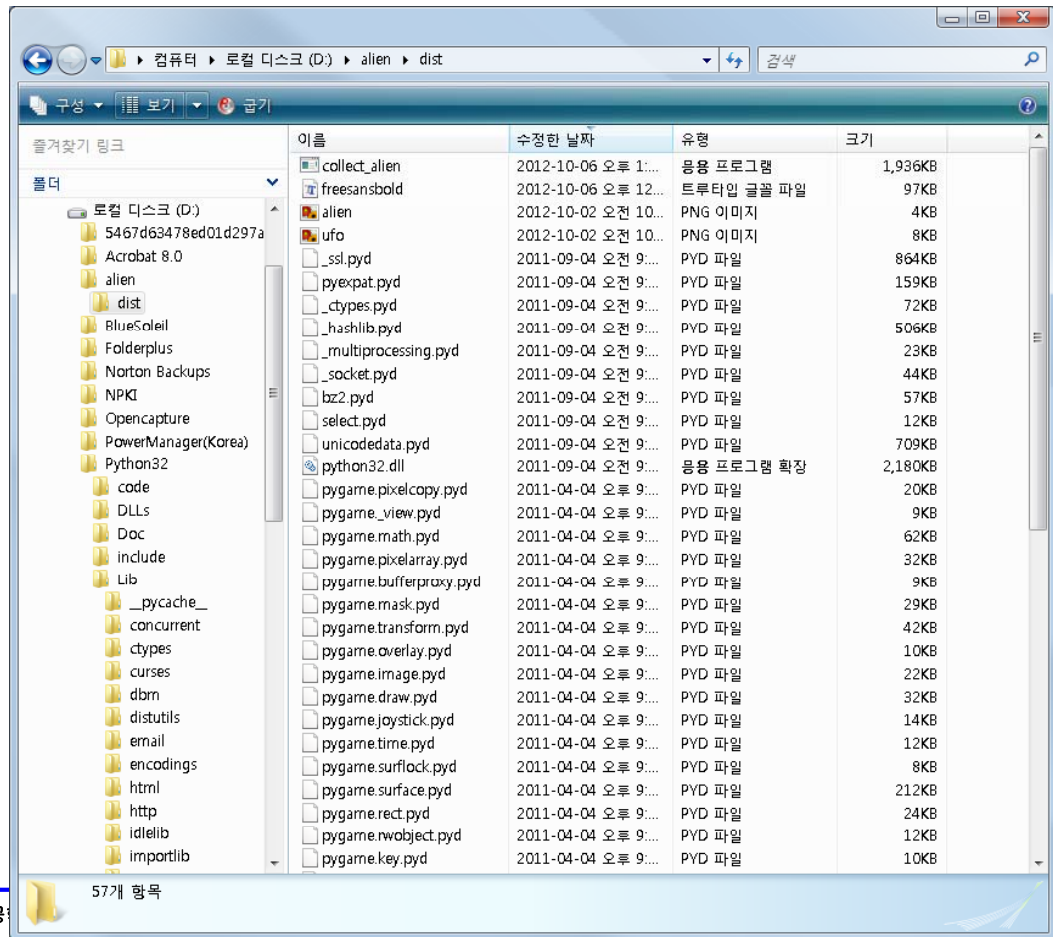 컴퓨터 ▸ 로컬 디스크 (D:) ▸ alien ▸ dist
검색
구성 보기 굽기
즐겨찾기 링크
폴더
로컬 디스크 (D:)
5467d63478ed01d297a
Acrobat 8.0
alien
dist
BlueSoleil
Folderplus
Norton Backups
NPKI
Opencapture
PowerManager(Korea)
Python32
code
DLLs
Doc
include
Lib
__pycache__
concurrent
ctypes
curses
dbm
distutils
email
encodings
html
http
idlelib
importlib
이름 수정한 날짜 유형 크기
collect_alien 2012-10-06 오후 1:... 응용 프로그램 1,936KB
freesansbold 2012-10-06 오후 12... 트루타입 글꼴 파일 97KB
alien 2012-10-02 오전 10... PNG 이미지 4KB
ufo 2012-10-02 오전 10... PNG 이미지 8KB
_ssl.pyd 2011-09-04 오전 9:... PYD 파일 864KB
pyexpat.pyd 2011-09-04 오전 9:... PYD 파일 159KB
_ctypes.pyd 2011-09-04 오전 9:... PYD 파일 72KB
_hashlib.pyd 2011-09-04 오전 9:... PYD 파일 506KB
_multiprocessing.pyd 2011-09-04 오전 9:... PYD 파일 23KB
_socket.pyd 2011-09-04 오전 9:... PYD 파일 44KB
bz2.pyd 2011-09-04 오전 9:... PYD 파일 57KB
select.pyd 2011-09-04 오전 9:... PYD 파일 12KB
unicodedata.pyd 2011-09-04 오전 9:... PYD 파일 709KB
python32.dll 2011-09-04 오전 9:... 응용 프로그램 확장 2,180KB
pygame.pixelcopy.pyd 2011-04-04 오후 9:... PYD 파일 20KB
pygame._view.pyd 2011-04-04 오후 9:... PYD 파일 9KB
pygame.math.pyd 2011-04-04 오후 9:... PYD 파일 62KB
pygame.pixelarray.pyd 2011-04-04 오후 9:... PYD 파일 32KB
pygame.bufferproxy.pyd 2011-04-04 오후 9:... PYD 파일 9KB
pygame.mask.pyd 2011-04-04 오후 9:... PYD 파일 29KB
pygame.transform.pyd 2011-04-04 오후 9:... PYD 파일 42KB
pygame.overlay.pyd 2011-04-04 오후 9:... PYD 파일 10KB
pygame.image.pyd 2011-04-04 오후 9:... PYD 파일 22KB
pygame.draw.pyd 2011-04-04 오후 9:... PYD 파일 32KB
pygame.joystick.pyd 2011-04-04 오후 9:... PYD 파일 14KB
pygame.time.pyd 2011-04-04 오후 9:... PYD 파일 12KB
pygame.surflock.pyd 2011-04-04 오후 9:... PYD 파일 8KB
pygame.surface.pyd 2011-04-04 오후 9:... PYD 파일 212KB
pygame.rect.pyd 2011-04-04 오후 9:... PYD 파일 24KB
pygame.rwobject.pyd 2011-04-04 오후 9:... PYD 파일 12KB
pygame.key.pyd 2011-04-04 오후 9:... PYD 파일 10KB
57개 항목